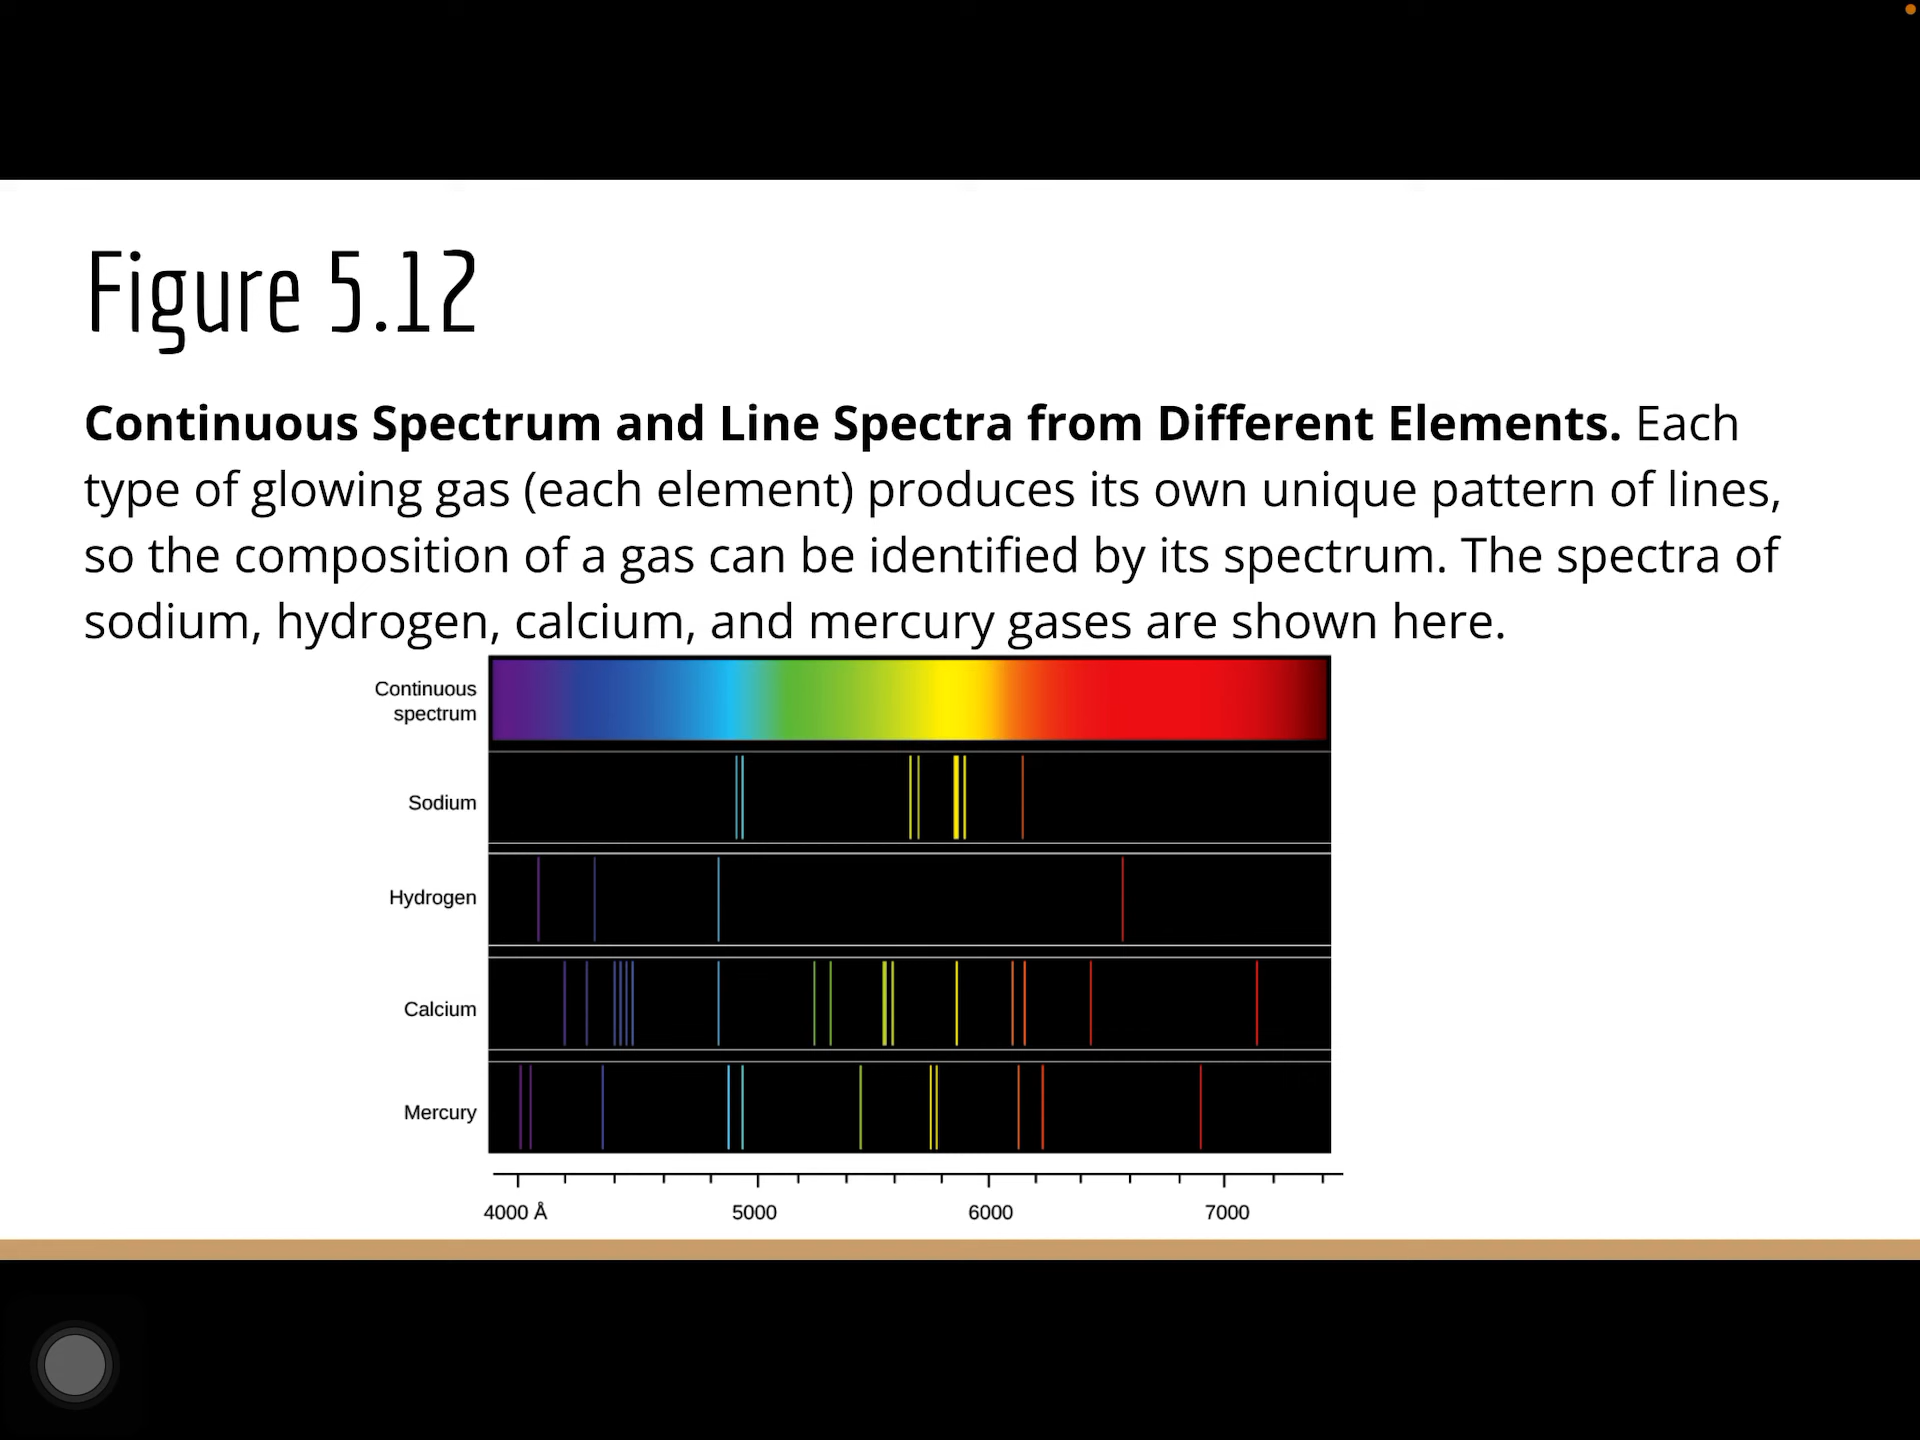 Figure 5.12
Continuous Spectrum and Line Spectra from Different Elements. Each
type of glowing gas (each element) produces its own unique pattern of lines,
so the composition of a gas can be identified by its spectrum. The spectra of
sodium, hydrogen, calcium, and mercury gases are shown here.
Continuous
spectrum
Sodium
Hydrogen
Calcium
Mercury
4000 Å 5000 6000 7000